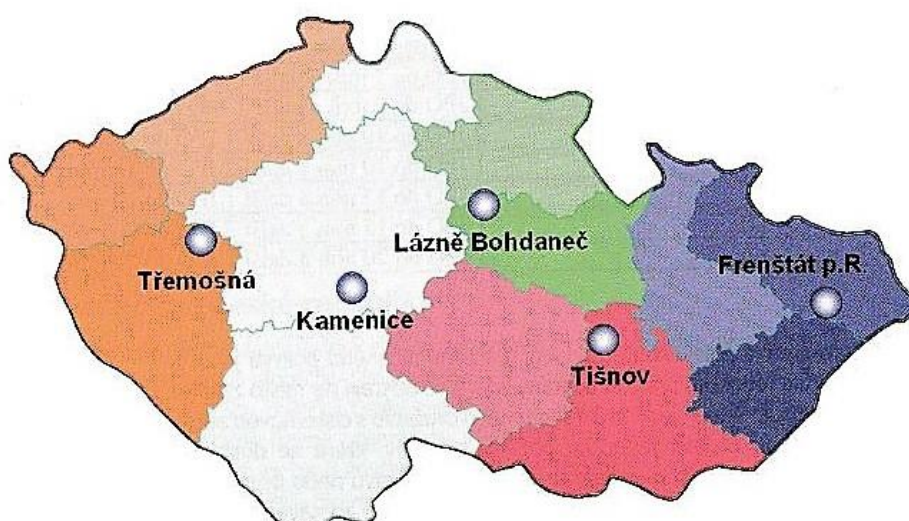 Lázně Bohdaneč
Třemošná
Frenštát p.R.
Kamenice
Tišnov